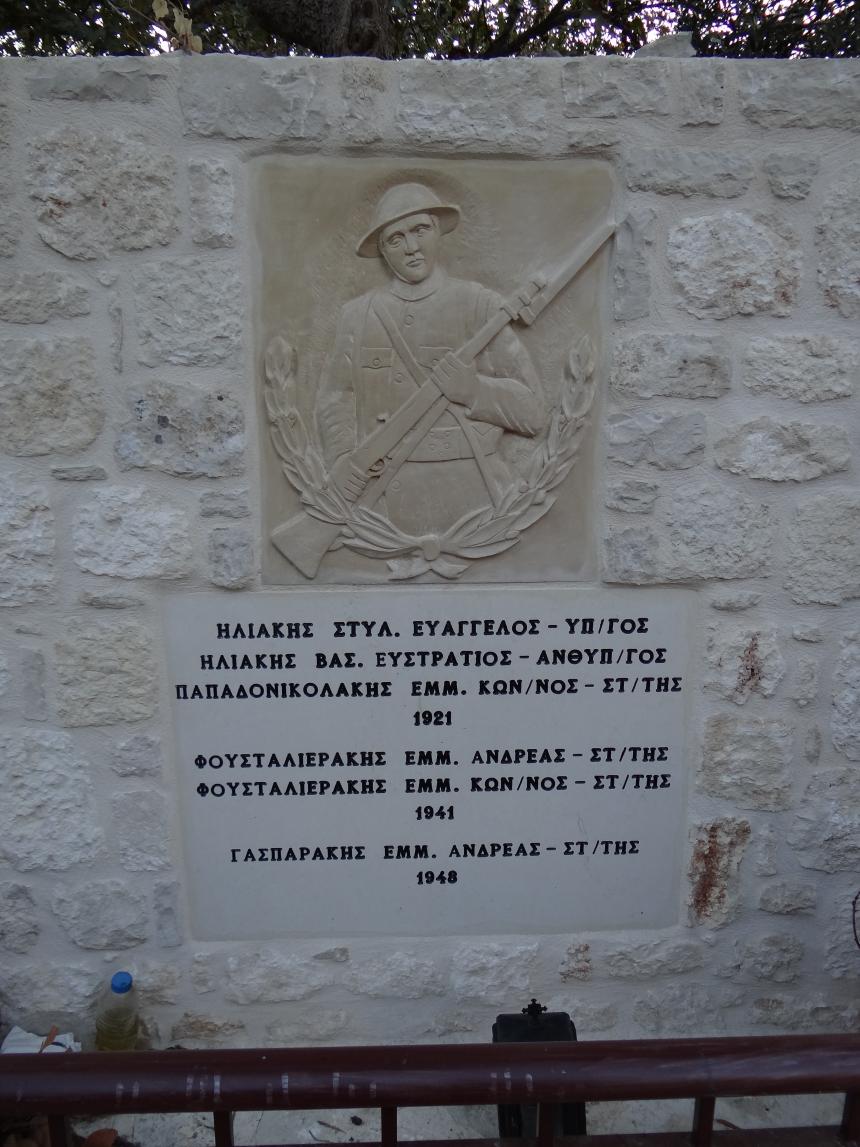 ΗΛΙΑΚΗΣ ΣΤΥΛ. ΕΥΑΓΓΕΛΟΣ - ΥΠ/ΓΟΣ
ΗΛΙΑΚΗΣ ΒΑΣ. ΕΥΣΤΡΑΤΙΟΣ - ΑΝΘΥΠ/ΓΟΣ
ΠΑΠΑΔΟΝΙΚΟΛΑΚΗΣ ΕΜΜ. ΚΩΝ/ΝΟΣ - ΣΤ/ΤΗΣ
1921
ΦΟΥΣΤΑΛΙΕΡΑΚΗΣ ΕΜΜ. ΑΝΔΡΕΑΣ - ΣΤ/ΤΗΣ
ΦΟΥΣΤΑΛΙΕΡΑΚΗΣ ΕΜΜ. ΚΩΝ/ΝΟΣ - ΣΤ/ΤΗΣ
1941
ΓΑΣΠΑΡΑΚΗΣ ΕΜΜ. ΑΝΔΡΕΑΣ - ΣΤ/ΤΗΣ
1948